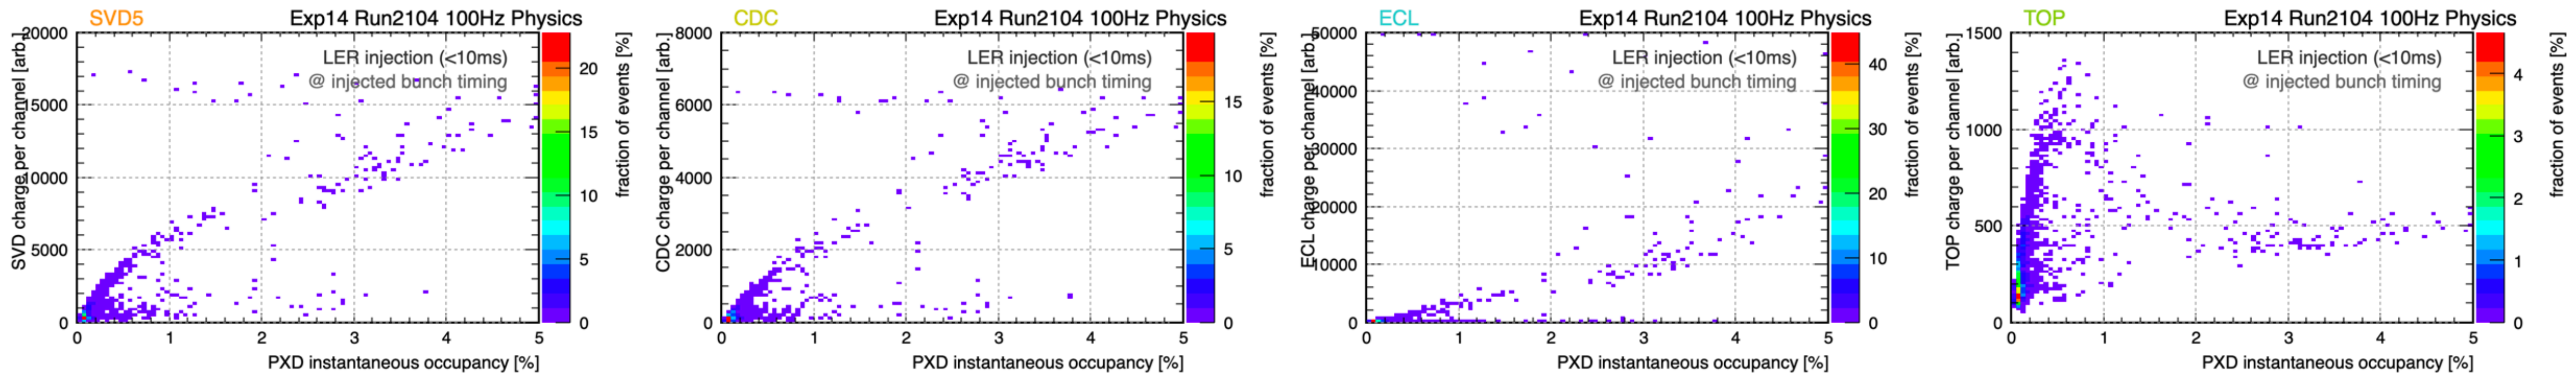 SVD5
Exp14 Run2104 100Hz Physics
LER injection (<10ms)
@ injected bunch timing
SVD charge per channel [arb.]
20000
15000
10000
5000
0
0 1 2 3 4 5
PXD instantaneous occupancy [%]
20
15
10
5
0
fraction of events [%]
CDC
Exp14 Run2104 100Hz Physics
LER injection (<10ms)
@ injected bunch timing
CDC charge per channel [arb.]
8000
6000
4000
2000
0
0 1 2 3 4 5
PXD instantaneous occupancy [%]
15
10
5
0
fraction of events [%]
ECL
Exp14 Run2104 100Hz Physics
LER injection (<10ms)
@ injected bunch timing
ECL charge per channel [arb.]
50000
40000
30000
20000
10000
0
0 1 2 3 4 5
PXD instantaneous occupancy [%]
40
30
20
10
0
fraction of events [%]
TOP
Exp14 Run2104 100Hz Physics
LER injection (<10ms)
@ injected bunch timing
TOP charge per channel [arb.]
1500
1000
500
0
0 1 2 3 4 5
PXD instantaneous occupancy [%]
4
3
2
1
0
fraction of events [%]